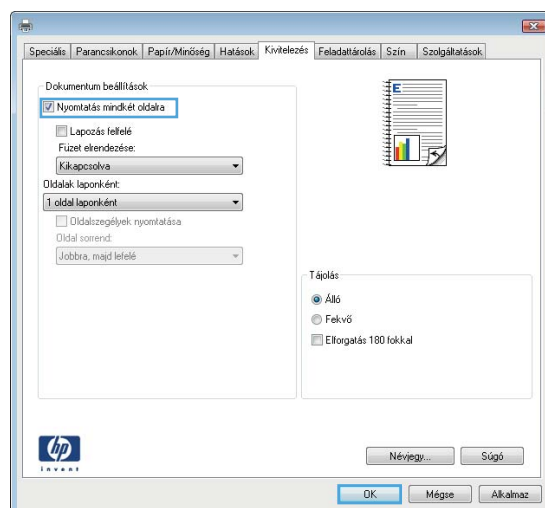 Speciális Parancsikonok Papír/Minőség Hatások Kivitelezés Feladattárolás Szín Szolgáltatások
Dokumentum beállítások
Nyomtatás mindkét oldalra
Lapozás felfelé
Füzet elrendezése:
Kikapcsolva
Oldalak laponként:
1 oldal laponként
Oldalszegélyek nyomtatása
Oldal sorrend:
Jobbra, majd lefelé
E
Tájolás
Álló
Fekvő
Elforgatás 180 fokkal
hp
invent
Névjegy... Súgó
OK Mégse Alkalmaz